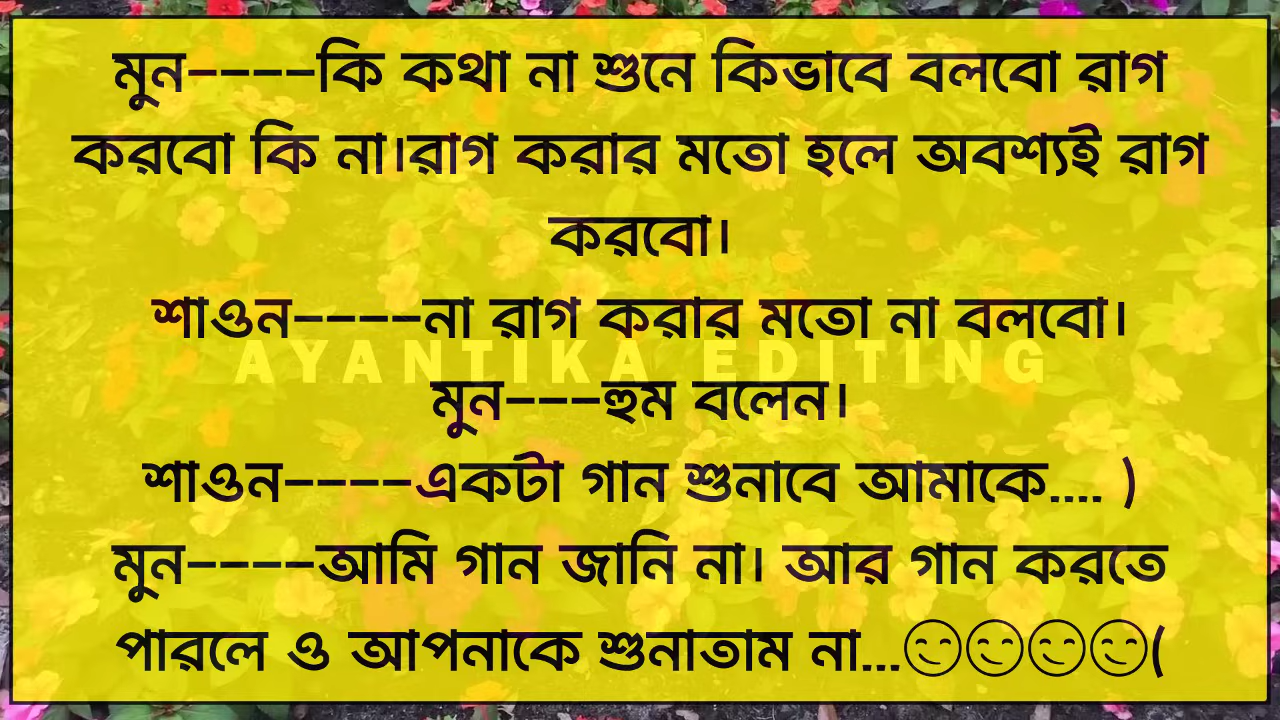 মুন----কি কথা না শুনে কিভাবে বলবো রাগ
করবো কি না।রাগ করার মতো হলে অবশ্যই রাগ
করবো।
শাওন----না রাগ করার মতো না বলবো।
AYANTIKA EDITING
মুন---হুম বলেন।
শাওন----একটা গান শুনাবে আমাকে.... )
মুন----আমি গান জানি না। আর গান করতে
পারলে ও আপনাকে শুনাতাম না...😊😊😊😊(